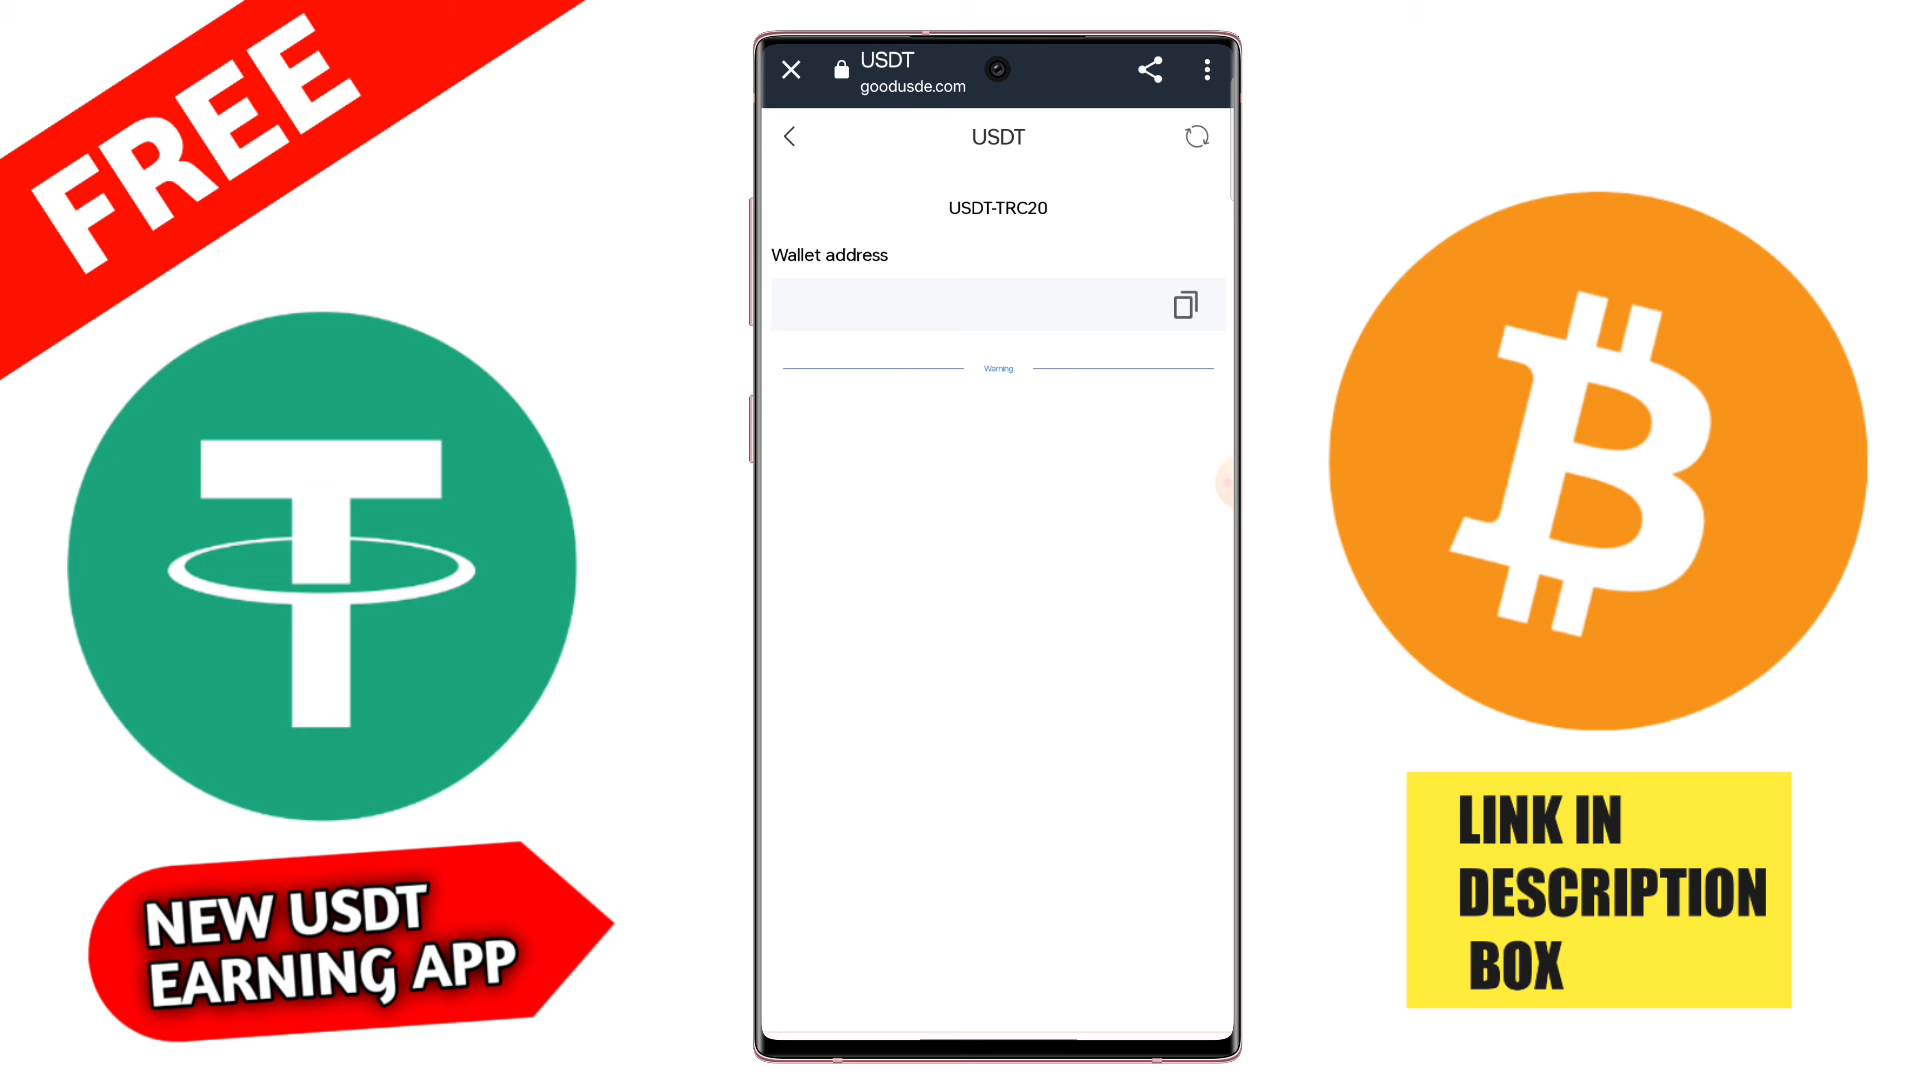 FREE
USDT
goodusde.com
USDT
USDT-TRC20
Wallet address
Warning
NEW USDT
EARNING APP
LINK IN
DESCRIPTION
BOX